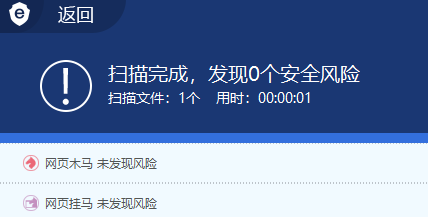 返回
扫描完成，发现0个安全风险
扫描文件：1个 用时：00:00:01
网页木马 未发现风险
网页挂马 未发现风险